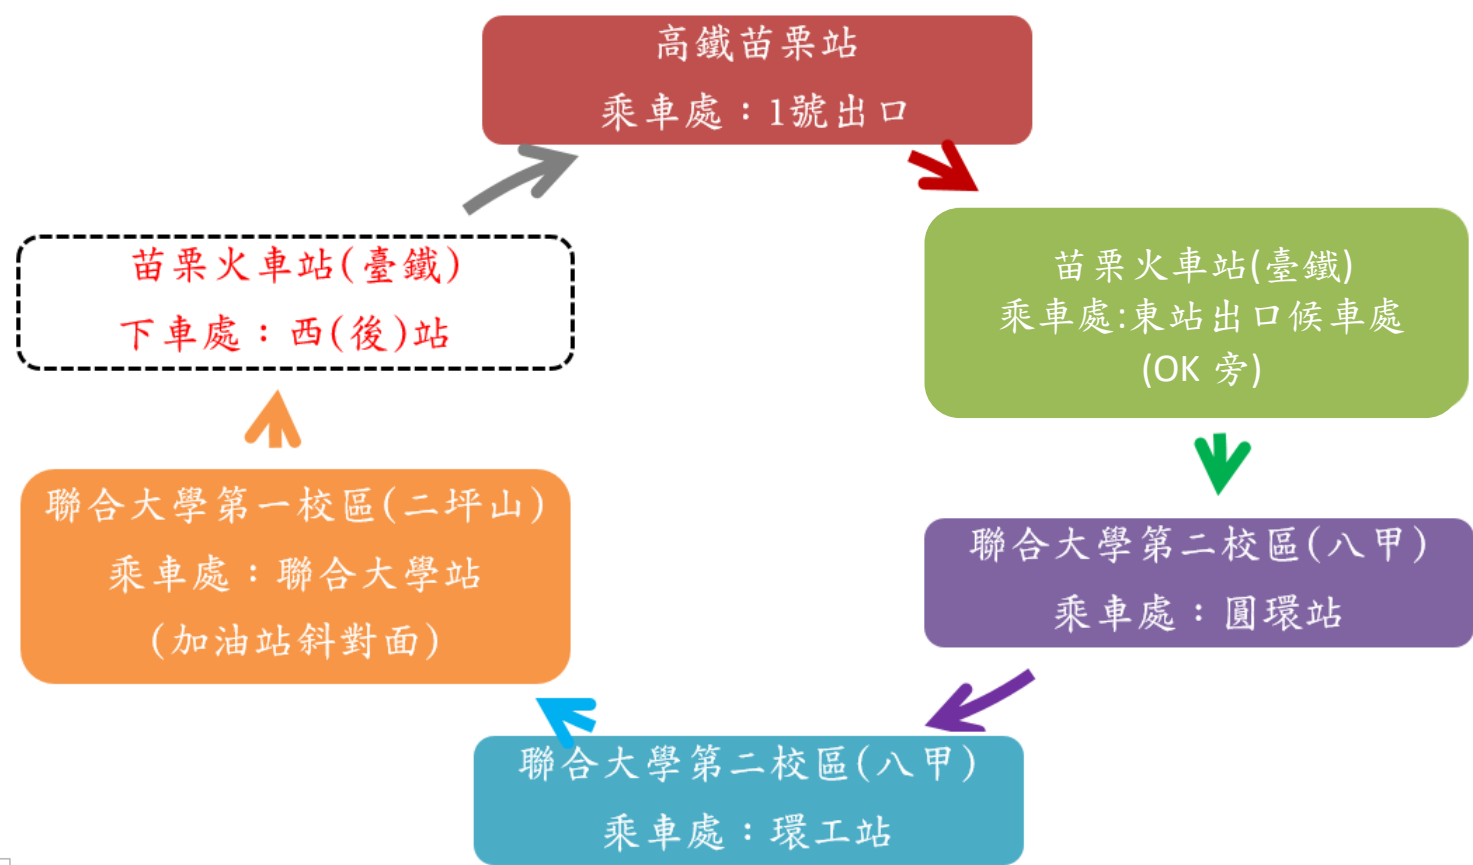 高鐵苗栗站
乘車處：1號出口
苗栗火車站(臺鐵)
乘車處:東站出口候車處
(OK 旁)
聯合大學第二校區(八甲)
乘車處：圓環站
聯合大學第二校區(八甲)
乘車處：環工站
聯合大學第一校區(二坪山)
乘車處：聯合大學站
(加油站斜對面)
苗栗火車站(臺鐵)
下車處：西(後)站